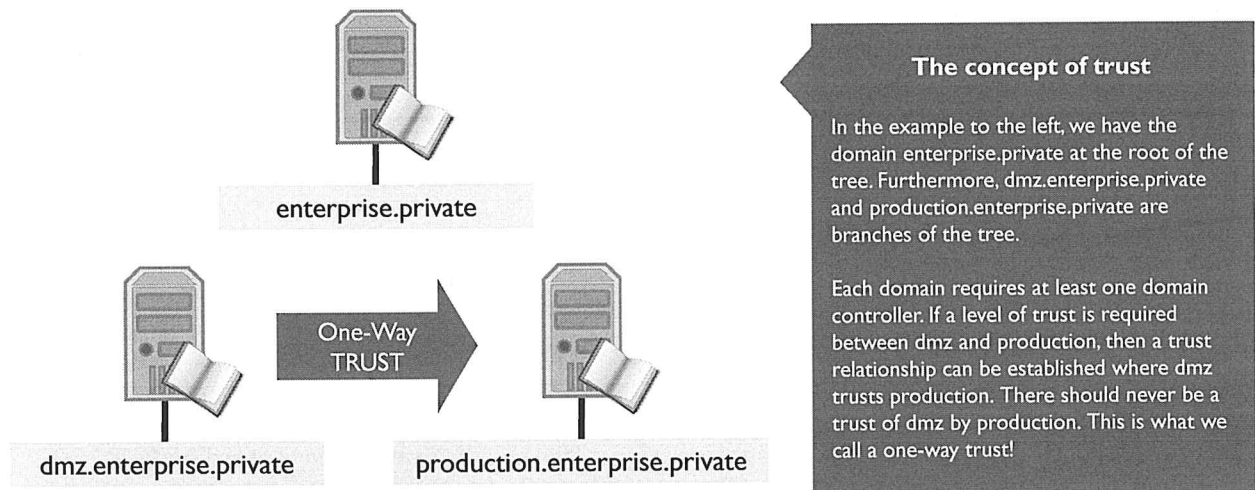 enterprise.private
One-Way
TRUST
dmz.enterprise.private
production.enterprise.private
The concept of trust
In the example to the left, we have the
domain enterprise.private at the root of the
tree. Furthermore, dmz.enterprise.private
and production.enterprise.private are
branches of the tree.
Each domain requires at least one domain
controller. If a level of trust is required
between dmz and production, then a trust
relationship can be established where dmz
trusts production. There should never be a
trust of dmz by production. This is what we
call a one-way trust!